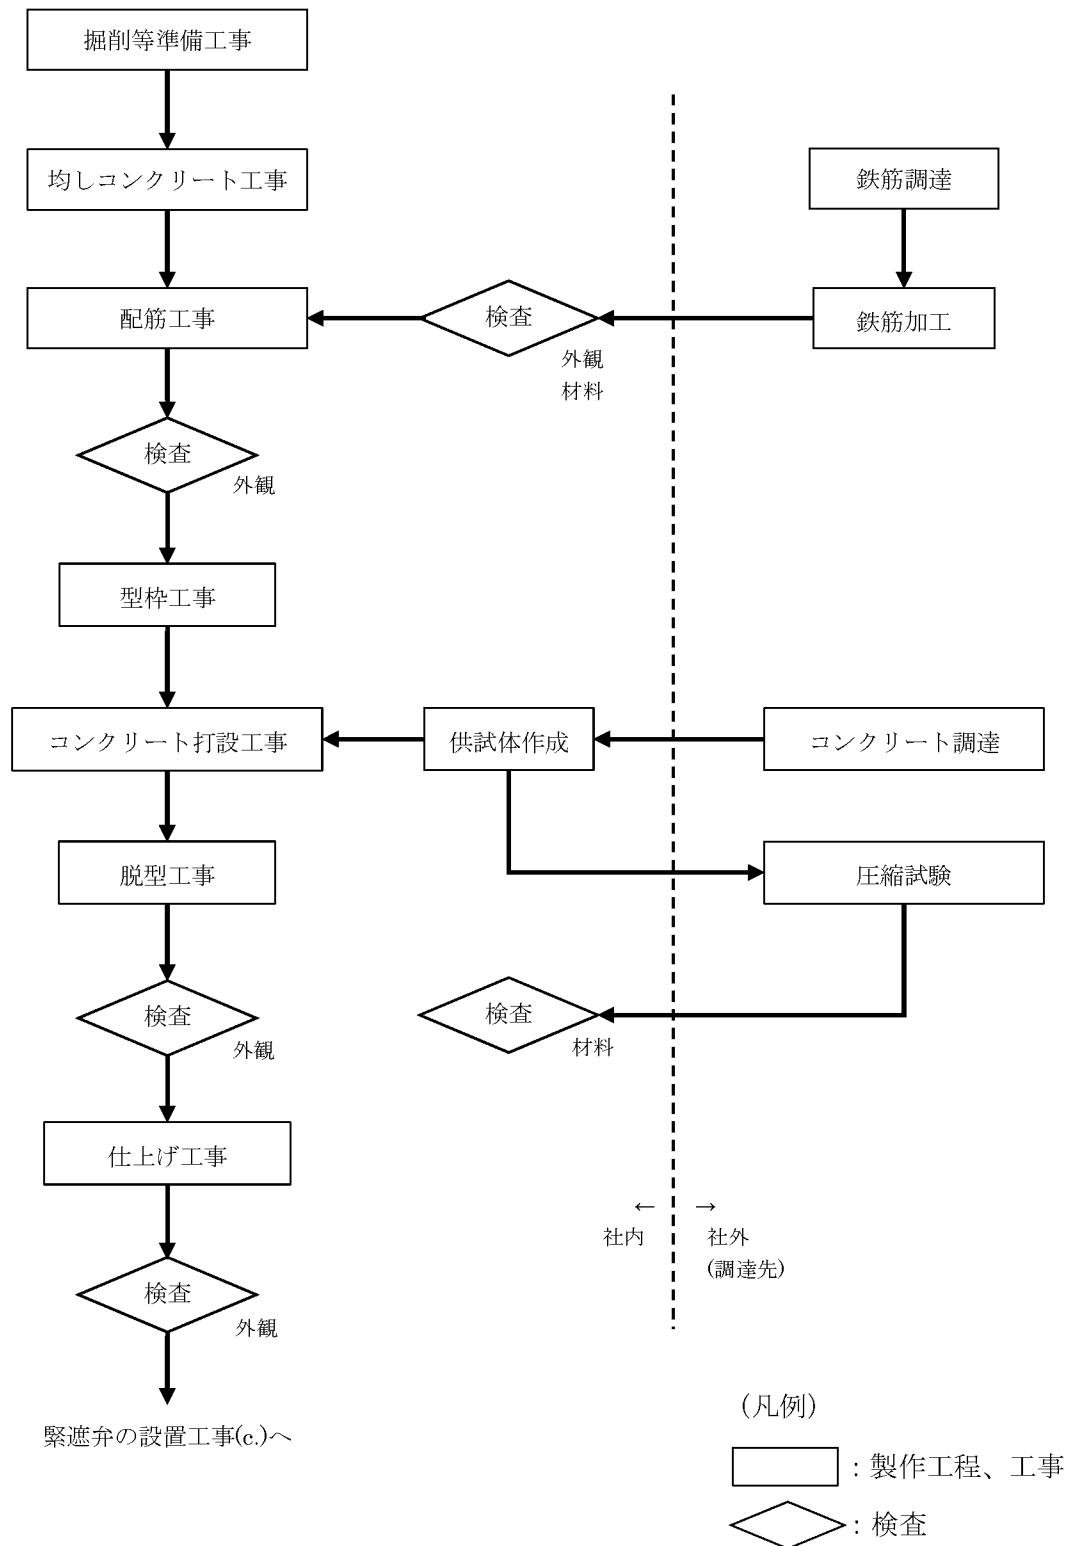 掘削等準備工事
均しコンクリート工事
鉄筋調達
配筋工事
検査
鉄筋加工
外観
材料
検査
外観
型枠工事
コンクリート打設工事
供試体作成
コンクリート調達
脱型工事
圧縮試験
検査
外観
検査
材料
仕上げ工事
← →
社内 社外
(調達先)
検査
外観
緊遮弁の設置工事(c.)へ
(凡例)
：製作工程、工事
：検査